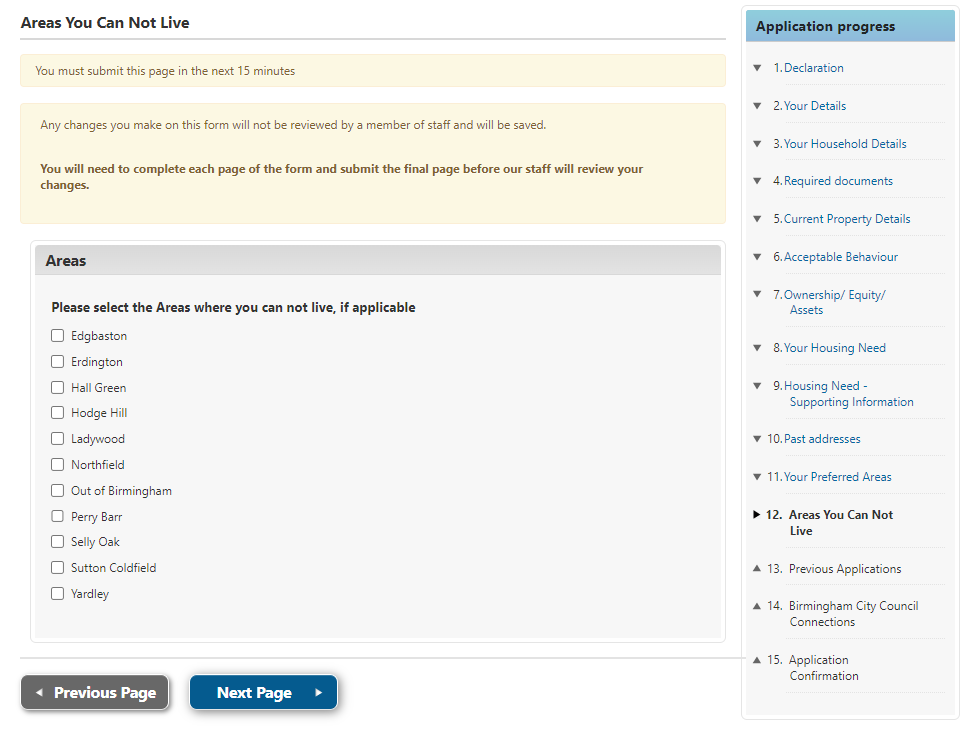 Areas You Can Not Live
You must submit this page in the next 15 minutes
Any changes you make on this form will not be reviewed by a member of staff and will be saved.
You will need to complete each page of the form and submit the final page before our staff will review your
changes.
Areas
Please select the Areas where you can not live, if applicable
Edgbaston
Erdington
Hall Green
Hodge Hill
Ladywood
Northfield
Out of Birmingham
Perry Barr
Selly Oak
Sutton Coldfield
Yardley
Previous Page
Next Page
Application progress
1. Declaration
2. Your Details
3. Your Household Details
4. Required documents
5. Current Property Details
6. Acceptable Behaviour
7. Ownership/ Equity/
Assets
8. Your Housing Need
9. Housing Need -
Supporting Information
10. Past addresses
11. Your Preferred Areas
12. Areas You Can Not
Live
13. Previous Applications
14. Birmingham City Council
Connections
15. Application
Confirmation